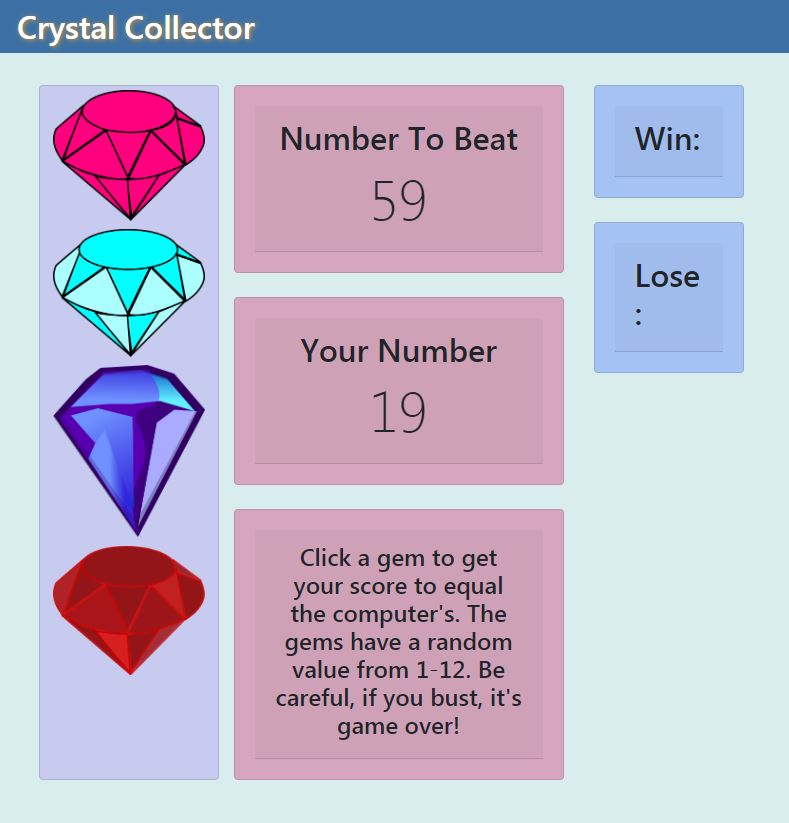 Crystal Collector
Number To Beat
59
Your Number
19
Click a gem to get
your score to equal
the computer's. The
gems have a random
value from 1-12. Be
careful, if you bust, it's
game over!
Win:
Lose
: